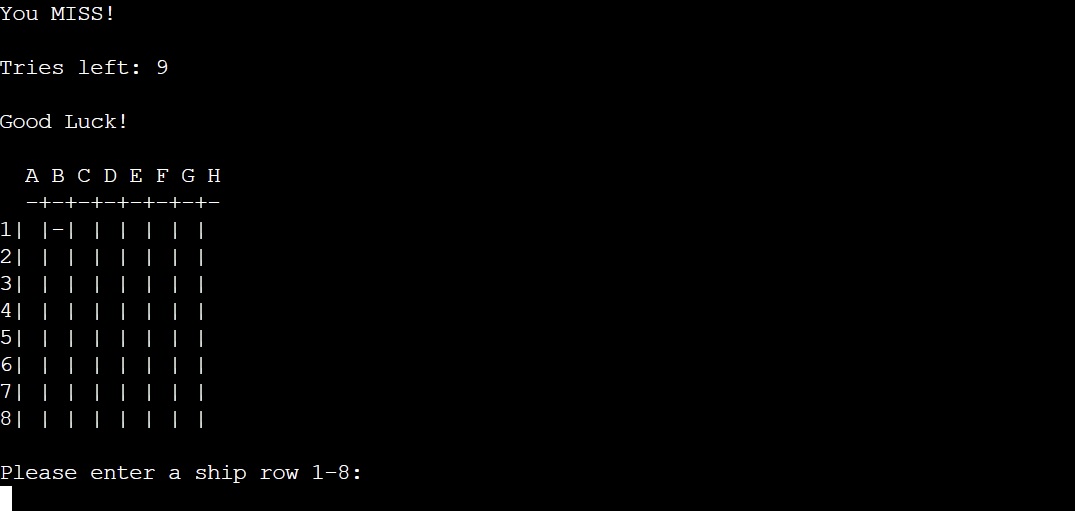 You MISS!
Tries left: 9
Good Luck!
  A B C D E F G H
  -+-+-+-+-+-+-+-
1| |-| | | | | |
2| | | | | | | |
3| | | | | | | |
4| | | | | | | |
5| | | | | | | |
6| | | | | | | |
7| | | | | | | |
8| | | | | | | |
Please enter a ship row 1-8: